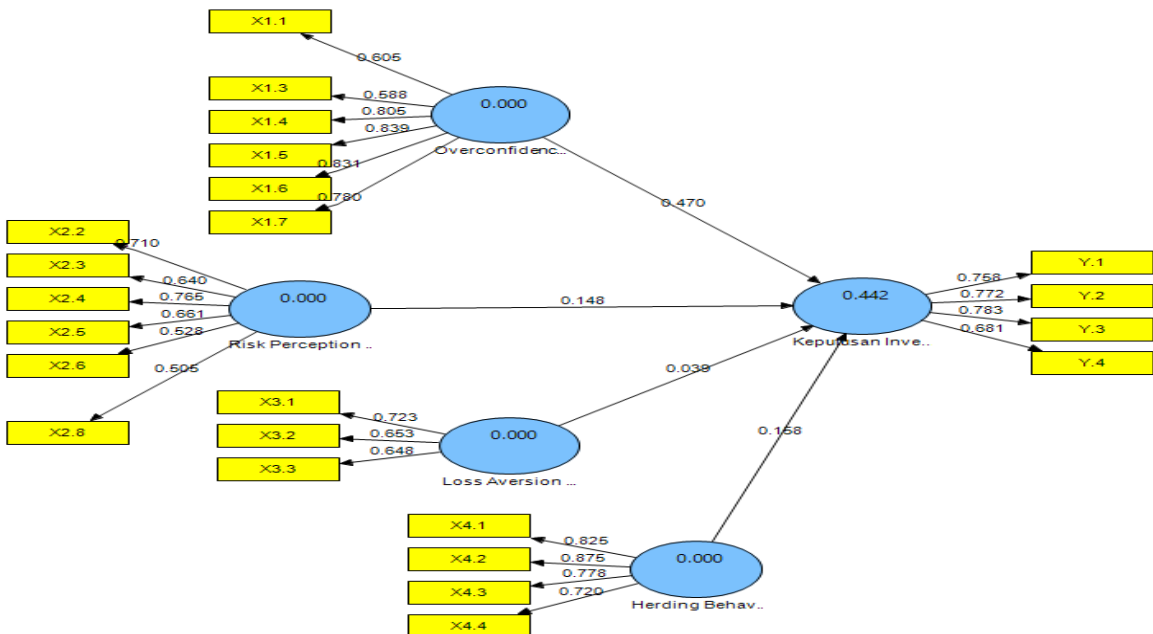 X1.1
0.605
X1.3
0.588
X1.4
0.805
X1.5
0.839
X1.6
0.831
X1.7
0.780
0.000
Overconfidenc...
0.470
X2.2
0.710
X2.3
0.640
X2.4
0.765
X2.5
0.661
X2.6
0.528
X2.8
0.505
0.000
Risk Perception ..
0.148
X3.1
0.723
X3.2
0.653
X3.3
0.648
0.000
Loss Aversion ...
0.039
X4.1
0.825
X4.2
0.875
X4.3
0.778
X4.4
0.720
0.000
Herding Behav..
0.158
0.442
Keputusan Inve..
0.758
Y.1
0.772
Y.2
0.783
Y.3
0.681
Y.4